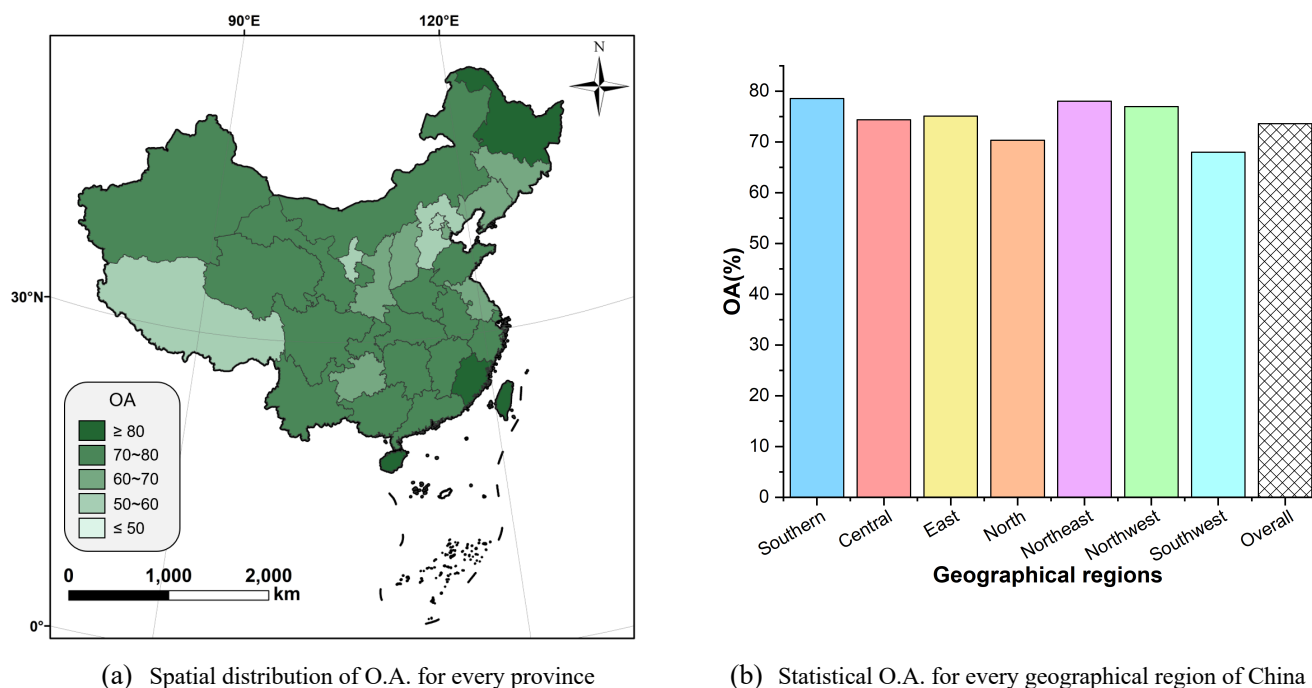 90°E
120°E
N
30°N
0°
OA
≥ 80
70~80
60~70
50~60
≤ 50
0
1,000
2,000
km
(a) Spatial distribution of O.A. for every province
OA(%)
80
70
60
50
40
30
20
10
0
Southern
Central
East
North
Northeast
Northwest
Southwest
Overall
Geographical regions
(b) Statistical O.A. for every geographical region of China